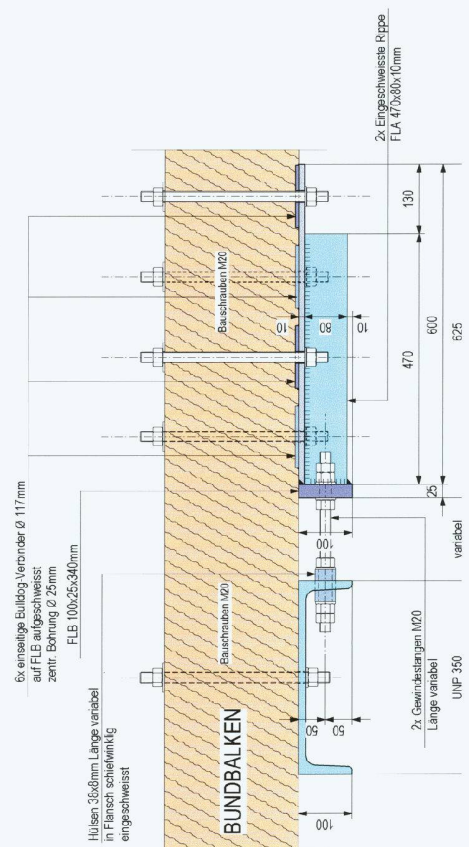 6x einseitige Bulldog-Verbinder Ø 117mm
auf FLB aufgeschweisst
zentr. Bohrung Ø 25mm
FLB 100x25x340mm
Hülsen 36x8mm Länge variabel
in Flansch schiefwinklig
eingeschweisst
BUNDBALKEN
Bauschrauben M20
Bauschrauben M20
2x Eingeschweisste Rippe
FLA 470x80x10mm
10
80
10
130
470
600
625
25
100
variabel
50
50
100
2x Gewindestangen M20
Länge variabel
UNP 350